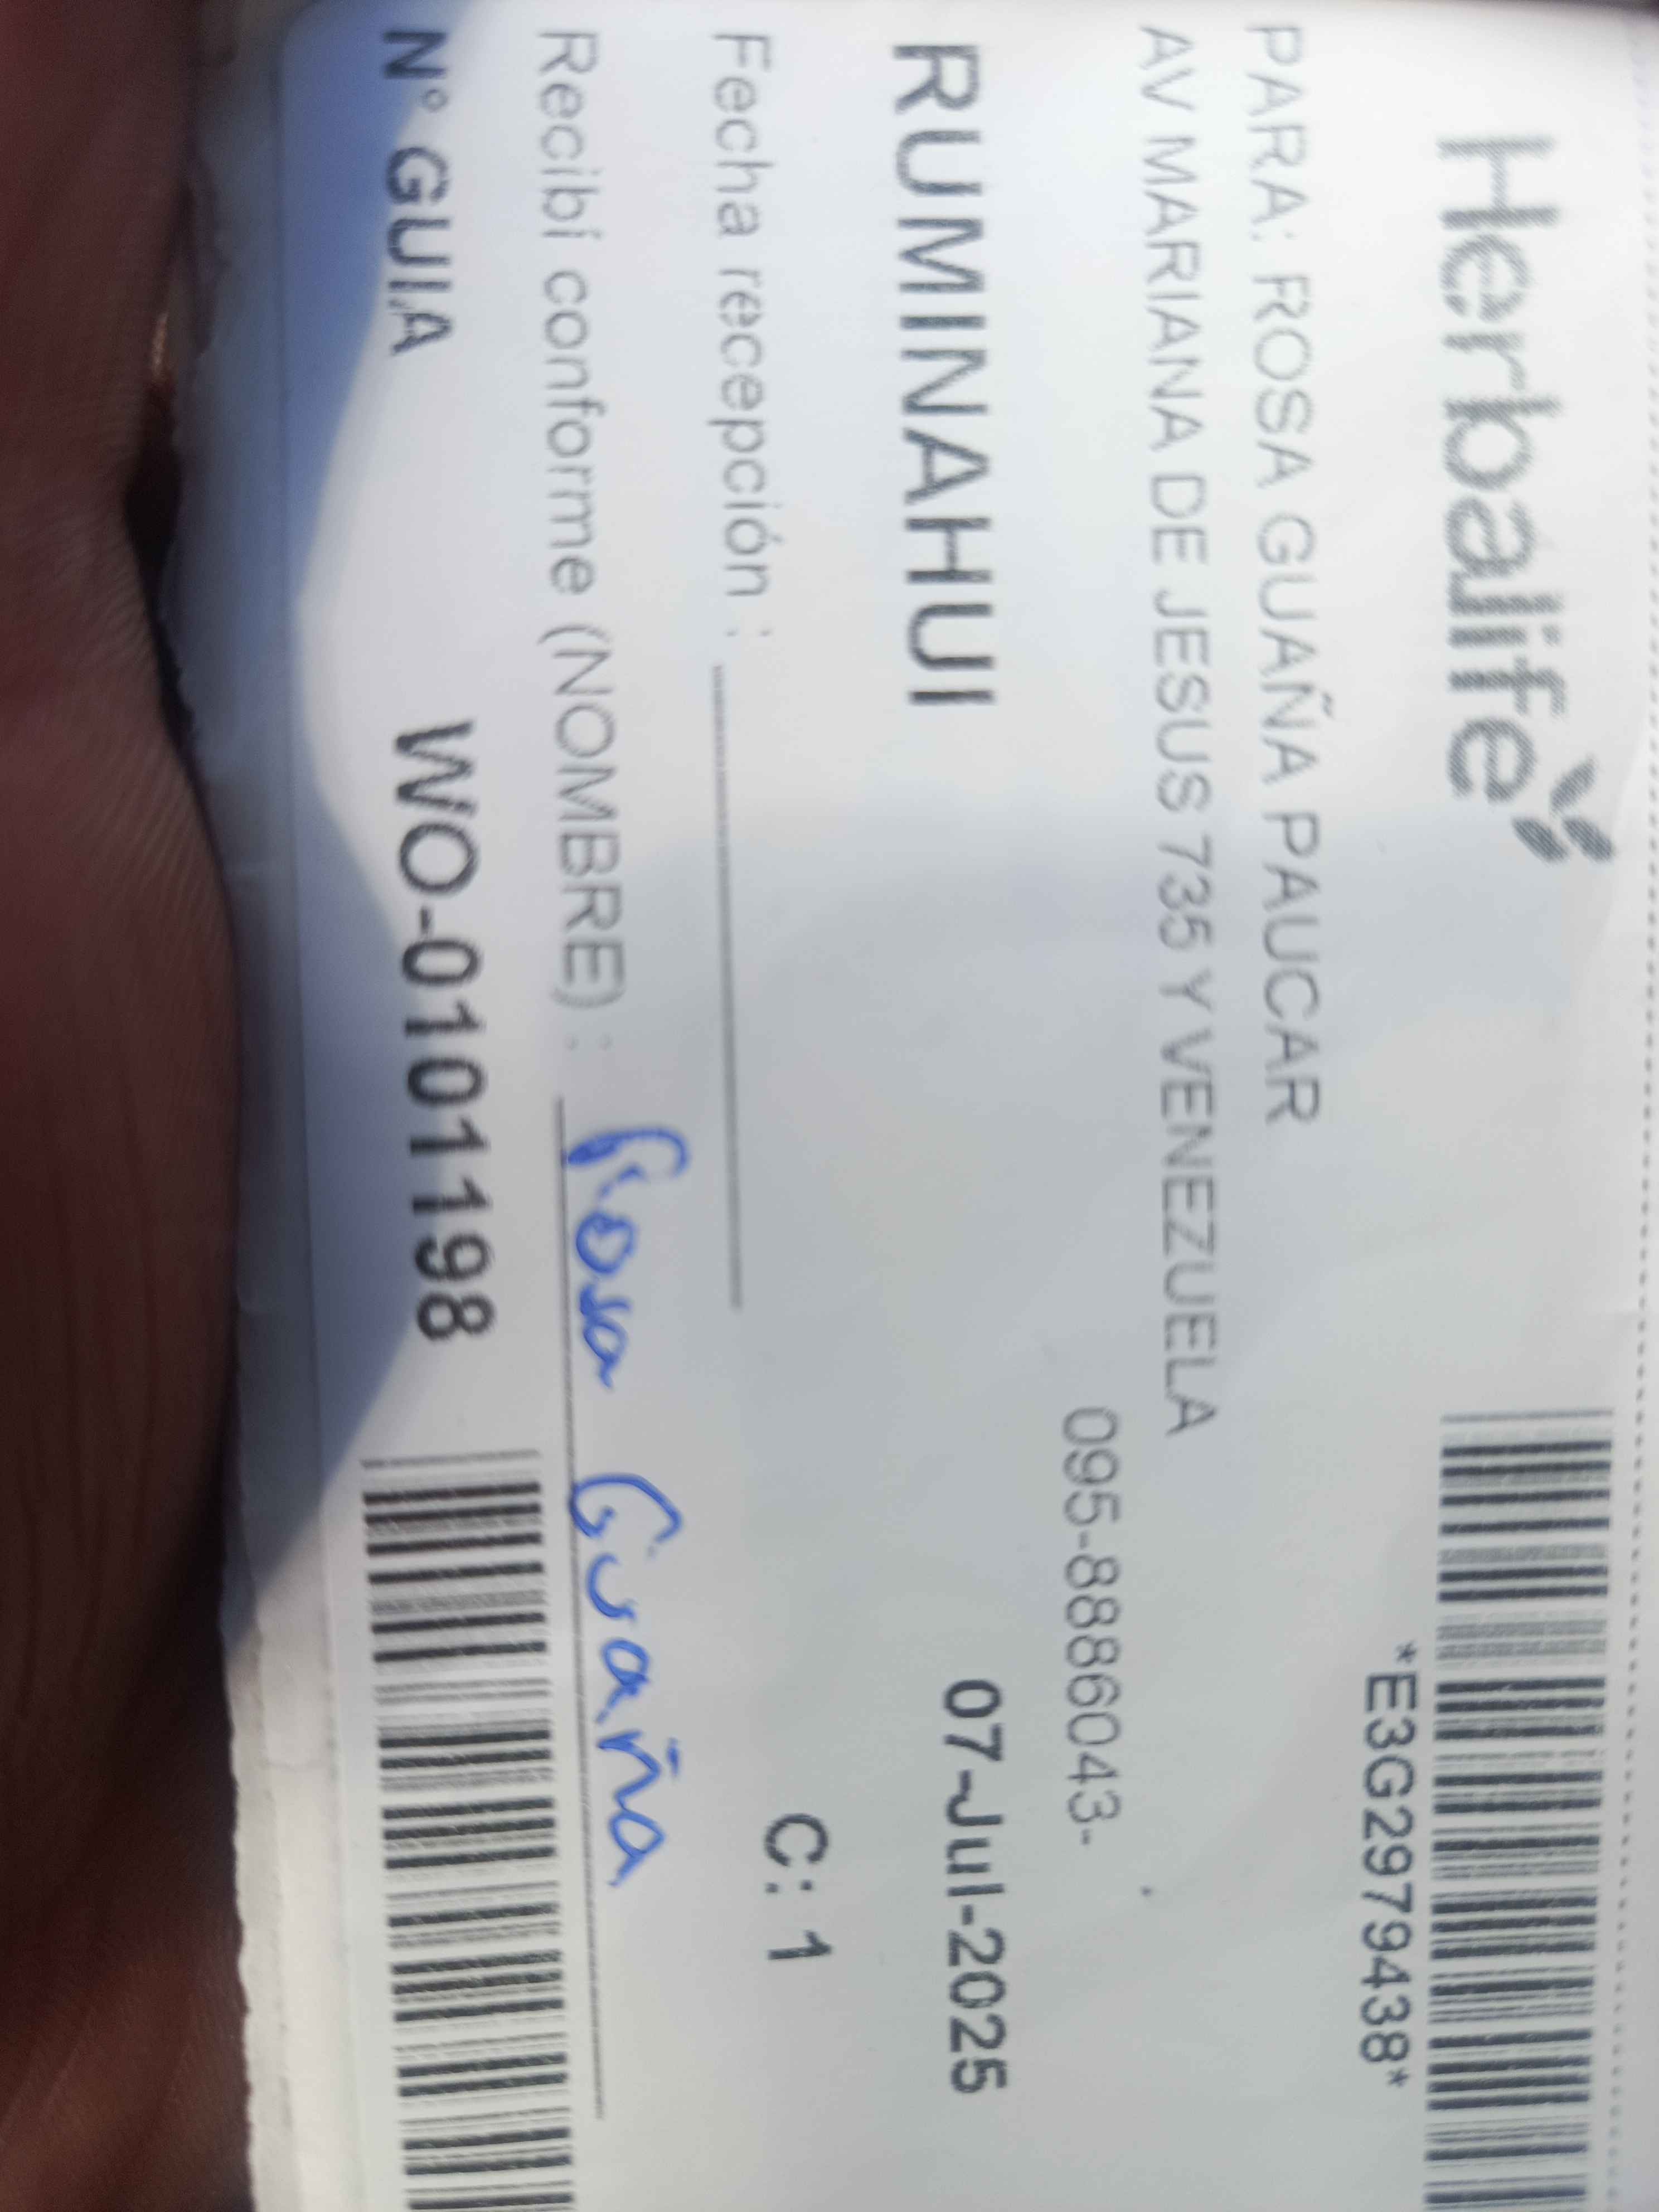 Herbalife
*E3G2979438*
PARA: ROSA GUAÑA PAUCAR
AV MARIANA DE JESUS 735 Y VENEZUELA
095-8886043-
RUMINAHUI 07-Jul-2025
C: 1
Fecha recepción :
Recibí conforme (NOMBRE) : Rosa Guaña
N° GUIA WO-01011198